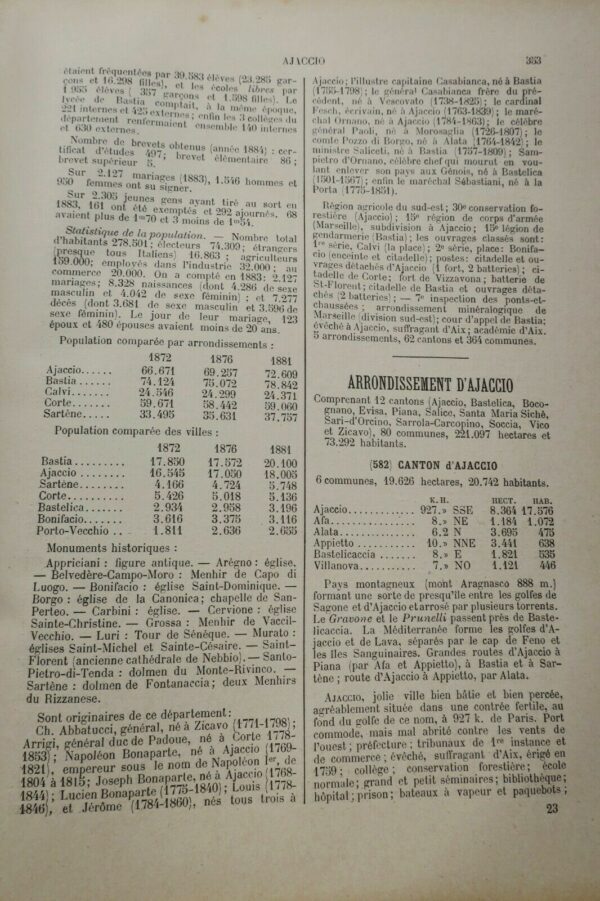 AJACCIO
353
étaient fréquentées par 39.583 élèves (23.285 gar-
çons et 16.298 filles), et les écoles libres par
1 955 élèves ( 357 garçons et 1.598 filles). Le
lycée de Bastia comptait, à la même époque,
221 internes et 425 externes; enfin les 3 collèges du
département renfermaient ensemble 140 internes
et 630 externes.
Nombre de brevets obtenus (année 1884) : cer-
tificat d'études 497; brevet élémentaire 86;
brevet supérieur 5.
Sur 2.127 mariages (1883), 1.546 hommes et
950 femmes ont su signer.
Sur 2.305 jeunes gens ayant tiré au sort en
1883, 161 ont été exemptés et 292 ajournés. 68
avaient plus de 1m70 et 3 moins de 1m54.
Statistique de la population. — Nombre total
d'habitants 278.501; électeurs 74.309; étrangers
(presque tous Italiens) 16.863; agriculteurs
159.000; employés dans l'industrie 32.000; au
commerce 20.000. On a compté en 1883: 2.127
mariages; 8.328 naissances (dont 4.286 de sexe
masculin et 4.042 de sexe féminin) : et 7.277
décès (dont 3.681 de sexe masculin et 3.596 de
sexe féminin). Le jour de leur mariage, 123
époux et 480 épouses avaient moins de 20 ans.
Population comparée par arrondissements :
1872 1876 1881
Ajaccio...... 66.671 69.257 72.609
Bastia...... 74.124 75.072 78.842
Calvi....... 24.546 24.299 24.371
Corte....... 59.671 58.442 59.060
Sartène..... 33.495 35.631 37.757
Population comparée des villes :
1872 1876 1881
Bastia......... 17.850 17.572 20.100
Ajaccio........ 16.545 17.050 18.005
Sartène........ 4.166 4.724 5.748
Corte.......... 5.426 5.018 5.136
Bastelica...... 2.934 2.958 3.196
Bonifacio...... 3.616 3.375 3.116
Porto-Vecchio .. 1.811 2.636 2.655
Monuments historiques :
Appriciani : figure antique. — Arégno : église.
— Belvedère-Campo-Moro : Menhir de Capo di
Luogo. — Bonifacio : église Saint-Dominique. —
Borgo : église de la Canonica; chapelle de San-
Perteo. — Carbini : église. — Cervione : église
Sainte-Christine. — Grossa : Menhir de Vaccil-
Vecchio. — Luri : Tour de Sénèque. — Murato :
églises Saint-Michel et Sainte-Césaire. — Saint-
Florent (ancienne cathédrale de Nebbio). — Santo-
Pietro-di-Tenda : dolmen du Monte-Rivinco. —
Sartène : dolmen de Fontanaccia; deux Menhirs
du Rizzanese.
Sont originaires de ce département :
Ch. Abbatucci, général, né à Zicavo (1771-1798);
Arrigi, général duc de Padoue, né à Corte 1778-
1853); Napoléon Bonaparte, né à Ajaccio (1769-
1821), empereur sous le nom de Napoléon Ier, de
1804 à 1815; Joseph Bonaparte, né à Ajaccio (1768-
1844); Lucien Bonaparte (1775-1840); Louis (1778-
1846), et Jérôme (1784-1860), nés tous trois à
Ajaccio; l'illustre capitaine Casabianca, né à Bastia
(1755-1798); le général Casabianca frère du pré-
cédent, né à Vescovato (1738-1825); le cardinal
Fesch, écrivain, né à Ajaccio (1763-1839); le maré-
chal Ornano, né à Ajaccio (1784-1863); le célèbre
général Paoli, né à Morosaglia (1726-1807); le
comte Pozzo di Borgo, né à Alata (1764-1842); le
ministre Saliceti, né à Bastia (1757-1809); Sam-
pietro d'Ornano, célèbre chef qui mourut en vou-
lant enlever son pays aux Génois, né à Bastelica
(1501-1567); enfin le maréchal Sébastiani, né à La
Porta (1775-1851).
Région agricole du sud-est; 30e conservation fo-
restière (Ajaccio); 15e région de corps d'armée
(Marseille), subdivision à Ajaccio; 15e légion de
gendarmerie (Bastia); les ouvrages classés sont :
1re série, Calvi (la place); 2e série, place: Bonifa-
cio (enceinte et citadelle); postes: citadelle et ou-
vrages détachés d'Ajaccio (1 fort, 2 batteries); ci-
tadelle de Corte; fort de Vizzavona; batterie de
St-Florent; citadelle de Bastia et ouvrages déta-
chés (2 batteries); — 7e inspection des ponts-et-
chaussées; arrondissement minéralogique de
Marseille (division sud-est); cour d'appel de Bastia;
évêché à Ajaccio, suffragant d'Aix; académie d'Aix.
5 arrondissements, 62 cantons et 364 communes.
ARRONDISSEMENT D'AJACCIO
Comprenant 12 cantons (Ajaccio, Bastelica, Boco-
gnano, Evisa, Piana, Salice, Santa Maria Sichè,
Sari-d'Orcino, Sarrola-Carcopino, Soccia, Vico
et Zicavo), 80 communes, 221.097 hectares et
73.292 habitants.
(582) CANTON d'AJACCIO
6 communes, 19.626 hectares, 20.742 habitants.
K. H. HECT. HAB.
Ajaccio............ 927.» SSE 8.364 17.576
Afa................ 8.» NE 1.184 1.072
Alata.............. 6.2 N 3.695 475
Appietto........... 10.» NNE 3.441 638
Bastelicaccia...... 8.» E 1,821 535
Villanova.......... 7.» NO 1.121 446
Pays montagneux (mont Aragnasco 888 m.)
formant une sorte de presqu'île entre les golfes de
Sagone et d'Ajaccio et arrosé par plusieurs torrents.
Le Gravone et le Prunelli passent près de Baste-
licaccia. La Méditerranée forme les golfes d'A-
jaccio et de Lava, séparés par le cap de Feno et
les îles Sanguinaires. Grandes routes d'Ajaccio à
Piana (par Afa et Appietto), à Bastia et à Sar-
tène; route d'Ajaccio à Appietto, par Alata.
AJACCIO, jolie ville bien bâtie et bien percée,
agréablement située dans une contrée fertile, au
fond du golfe de ce nom, à 927 k. de Paris. Port
commode, mais mal abrité contre les vents de
l'ouest; préfecture; tribunaux de 1re instance et
de commerce; évêché, suffragant d'Aix, érigé en
1759; collège; conservation forestière; école
normale; grand et petit séminaires; bibliothèque;
hôpital; prison; bateaux à vapeur et paquebots;
23